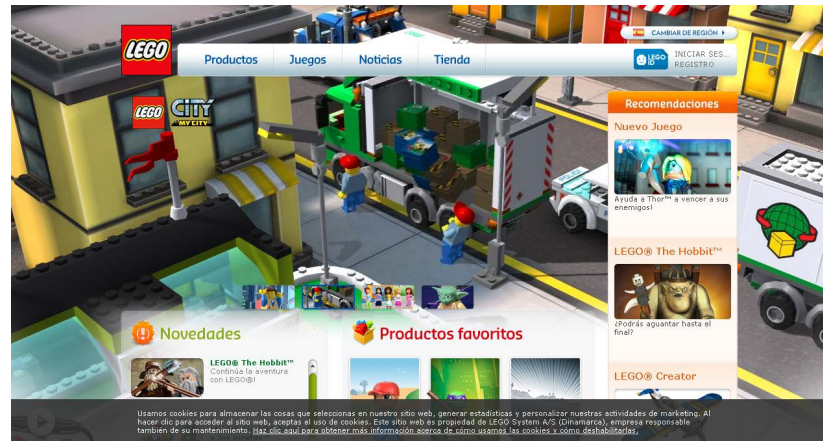 CAMBIAR DE REGIÓN
LEGO
Productos Juegos Noticias Tienda
LEGO ID
INICIAR SES...
REGISTRO
LEGO CITY
MY CITY
Recomendaciones
Nuevo Juego
Ayuda a Thor™ a vencer a sus
enemigos!
LEGO® The Hobbit™
¿Podrás aguantar hasta el
final?
LEGO® Creator
Novedades
LEGO® The Hobbit™
Continúa la aventura
con LEGO®!
Productos favoritos
Usamos cookies para almacenar las cosas que seleccionas en nuestro sitio web, generar estadísticas y personalizar nuestras actividades de marketing. Al
hacer clic para acceder al sitio web, aceptas el uso de cookies. Este sitio web es propiedad de LEGO System A/S (Dinamarca), empresa responsable
también de su mantenimiento. Haz clic aquí para obtener más información acerca de cómo usamos las cookies y cómo deshabilitarlas.